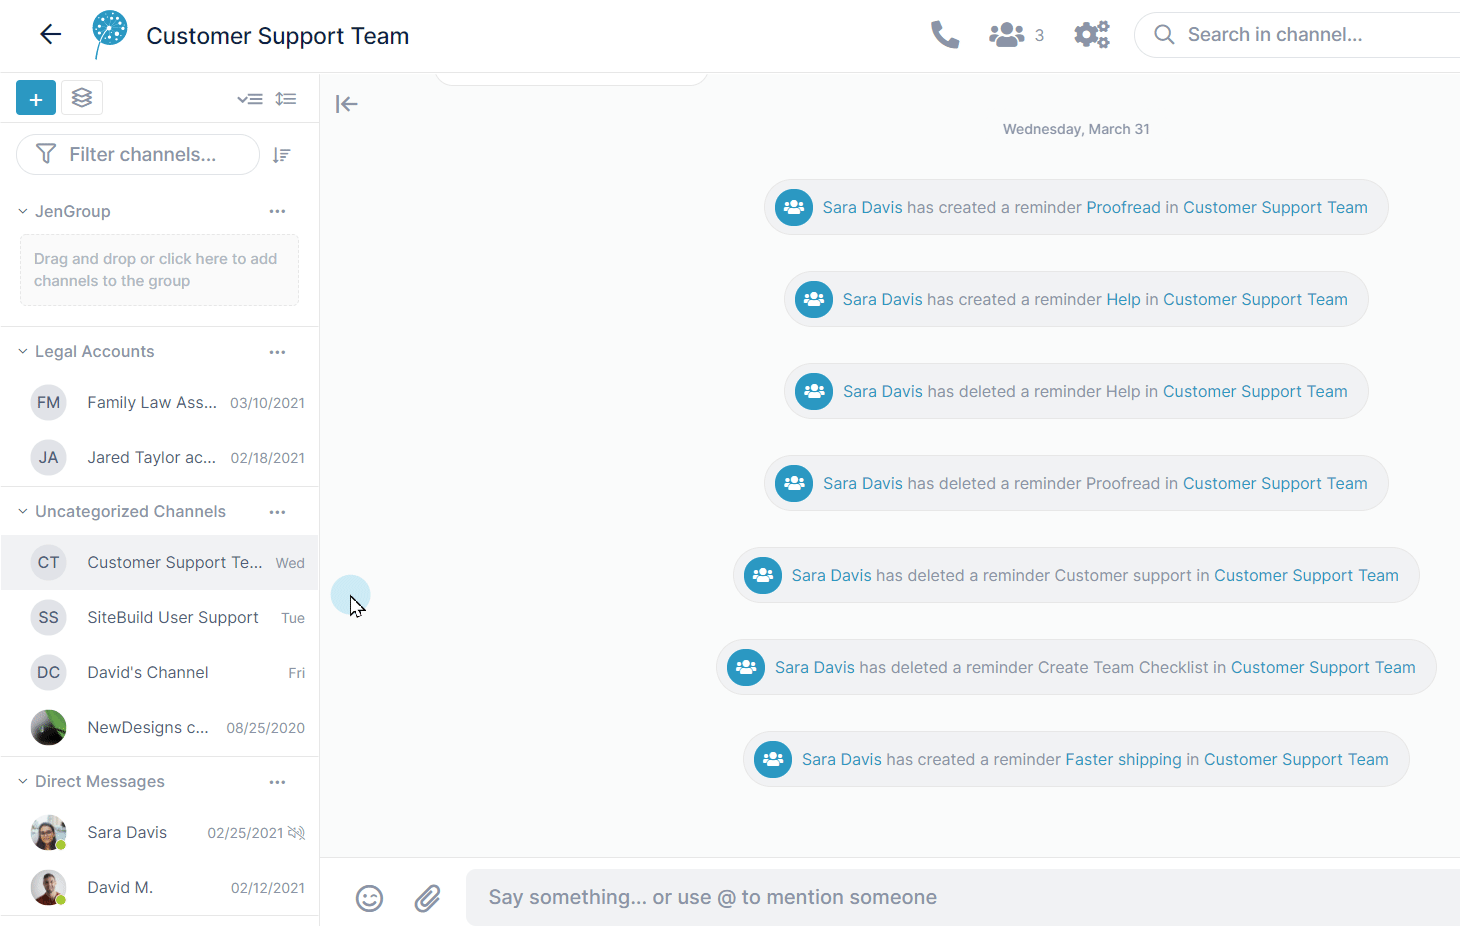 Customer Support Team
3
Search in channel...
+
Filter channels...
JenGroup
Drag and drop or click here to add
channels to the group
Legal Accounts
FM Family Law Ass... 03/10/2021
JA Jared Taylor ac... 02/18/2021
Uncategorized Channels
CT Customer Support Te... Wed
SS SiteBuild User Support Tue
DC David's Channel Fri
NewDesigns c... 08/25/2020
Direct Messages
Sara Davis 02/25/2021
David M. 02/12/2021
Wednesday, March 31
Sara Davis has created a reminder Proofread in Customer Support Team
Sara Davis has created a reminder Help in Customer Support Team
Sara Davis has deleted a reminder Help in Customer Support Team
Sara Davis has deleted a reminder Proofread in Customer Support Team
Sara Davis has deleted a reminder Customer support in Customer Support Team
Sara Davis has deleted a reminder Create Team Checklist in Customer Support Team
Sara Davis has created a reminder Faster shipping in Customer Support Team
Say something... or use @ to mention someone